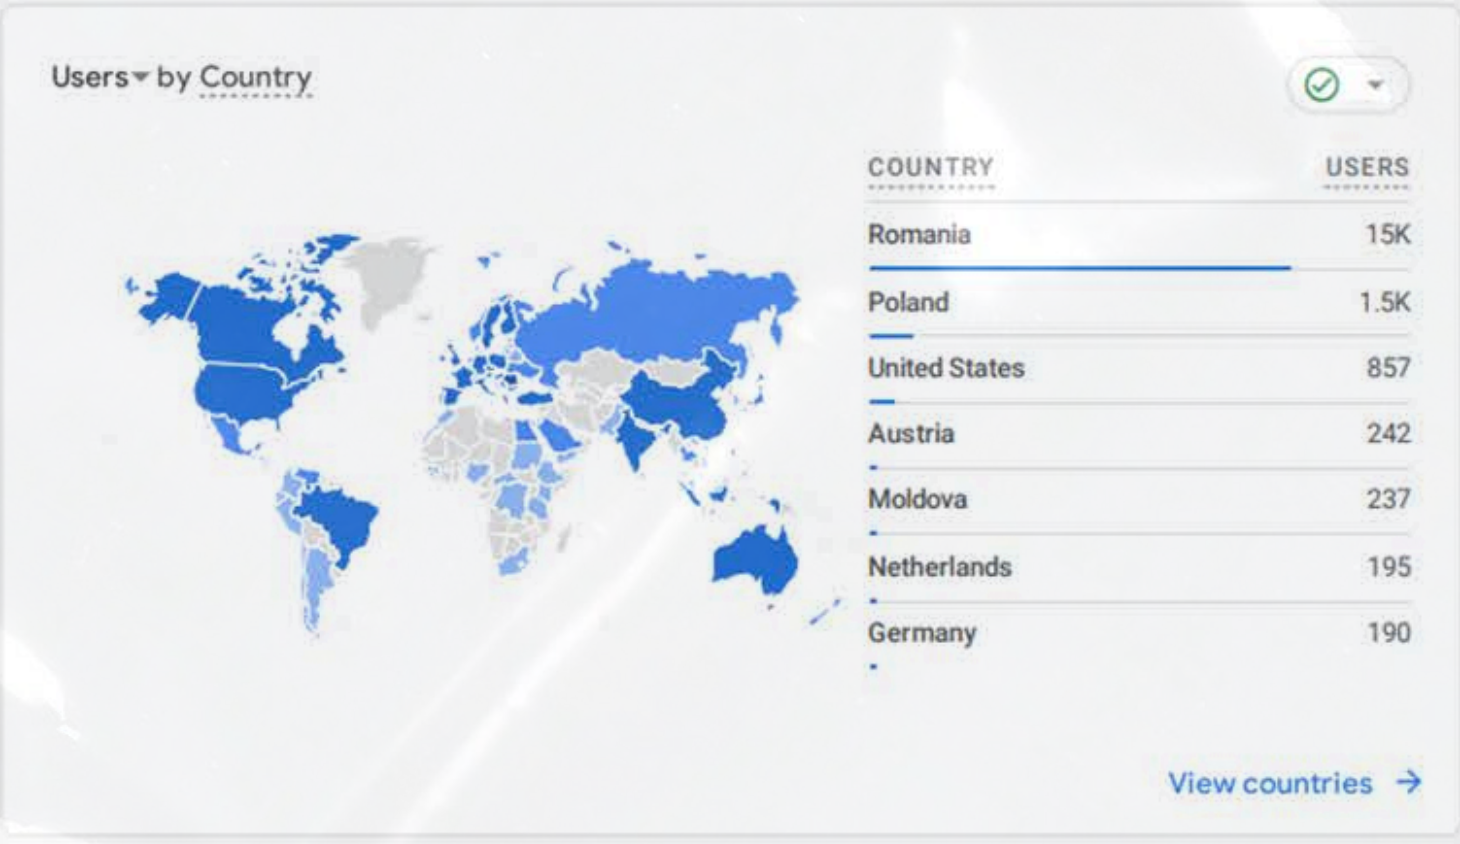 Users by Country
COUNTRY USERS
Romania 15K
Poland 1.5K
United States 857
Austria 242
Moldova 237
Netherlands 195
Germany 190
View countries